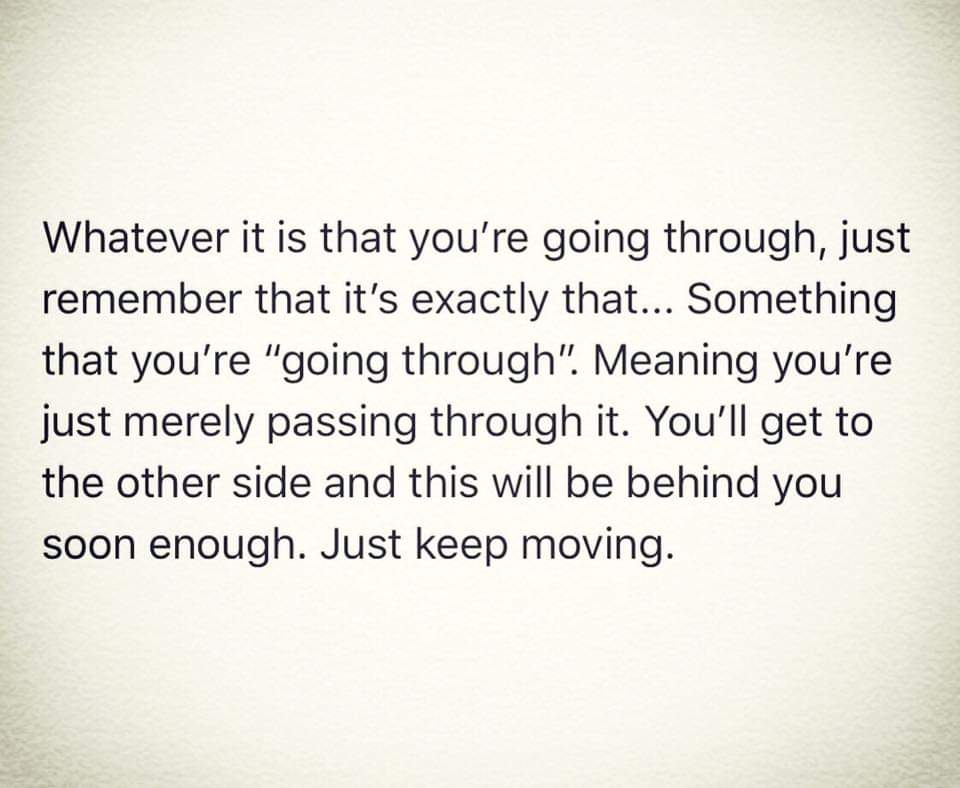 Whatever it is that you’re going through, just
remember that it’s exactly that... Something
that you’re “going through”. Meaning you’re
just merely passing through it. You’ll get to
the other side and this will be behind you
soon enough. Just keep moving.